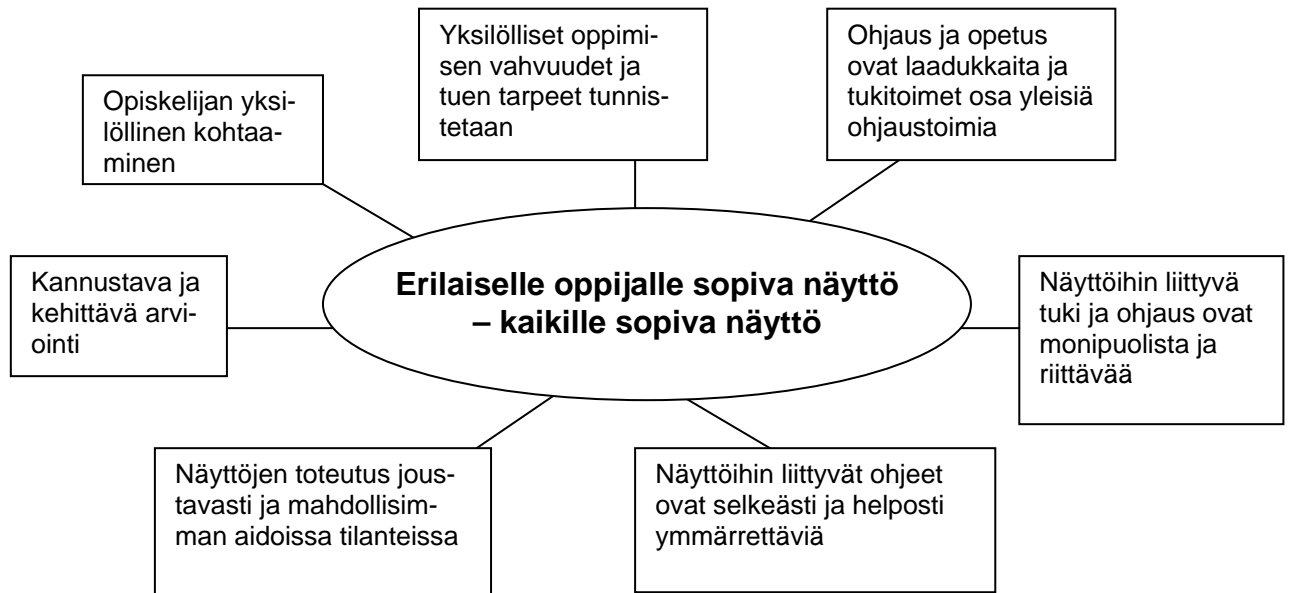 Yksilölliset oppimi-
sen vahvuudet ja
tuen tarpeet tunnis-
tetaan
Ohjaus ja opetus
ovat laadukkaita ja
tukitoimet osa yleisiä
ohjaustoimia
Opiskelijan yksi-
löllinen kohtaa-
minen
Erilaiselle oppijalle sopiva näyttö
– kaikille sopiva näyttö
Kannustava ja
kehittävä arvi-
ointi
Näyttöihin liittyvä
tuki ja ohjaus ovat
monipuolista ja
riittävää
Näyttöjen toteutus jous-
tavasti ja mahdollisim-
man aidoissa tilanteissa
Näyttöihin liittyvät ohjeet
ovat selkeästi ja helposti
ymmärrettäviä